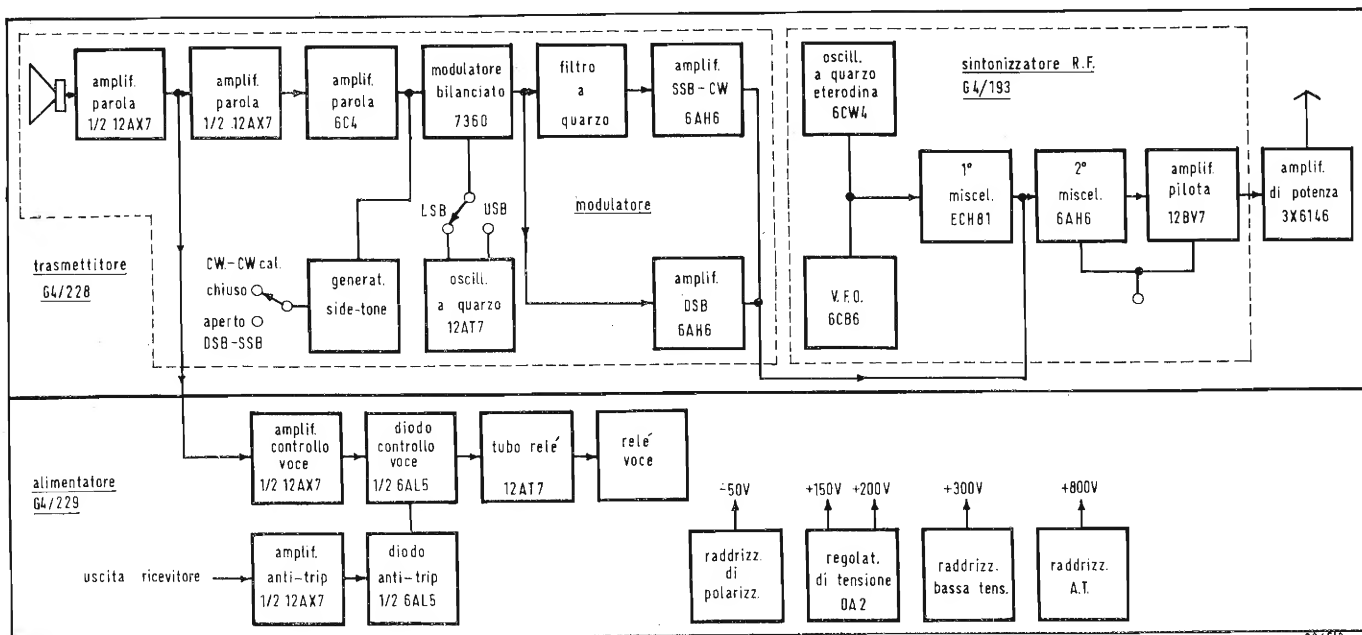 amplif.
parola
1/2 12AX7
amplif.
parola
1/2 12AX7
amplif.
parola
6C4
modulatore
bilanciato
7360
filtro
a
quarzo
amplif.
SSB-CW
6AH6
oscill.
a quarzo
eterodina
6CW4
sintonizzatore R.F.
G4/193
1°
miscel.
ECH81
2°
miscel.
6AH6
amplif.
pilota
12BV7
amplif.
di potenza
3X6146
LSB
USB
modulatore
trasmettitore
G4/228
CW.-CW cal.
chiuso
aperto
DSB-SSB
generat.
side-tone
oscill.
a quarzo
12AT7
amplif.
DSB
6AH6
V.F.O.
6CB6
alimentatore
G4/229
amplif.
controllo
voce
1/2 12AX7
diodo
controllo
voce
1/2 6AL5
tubo relé
12AT7
relé
voce
uscita ricevitore
amplif.
anti-trip
1/2 12AX7
diodo
anti-trip
1/2 6AL5
-50V
raddrizz.
di
polarizz.
+150V
+200V
regolat.
di tensione
OA2
+300V
raddrizz.
bassa tens.
+800V
raddrizz.
A.T.